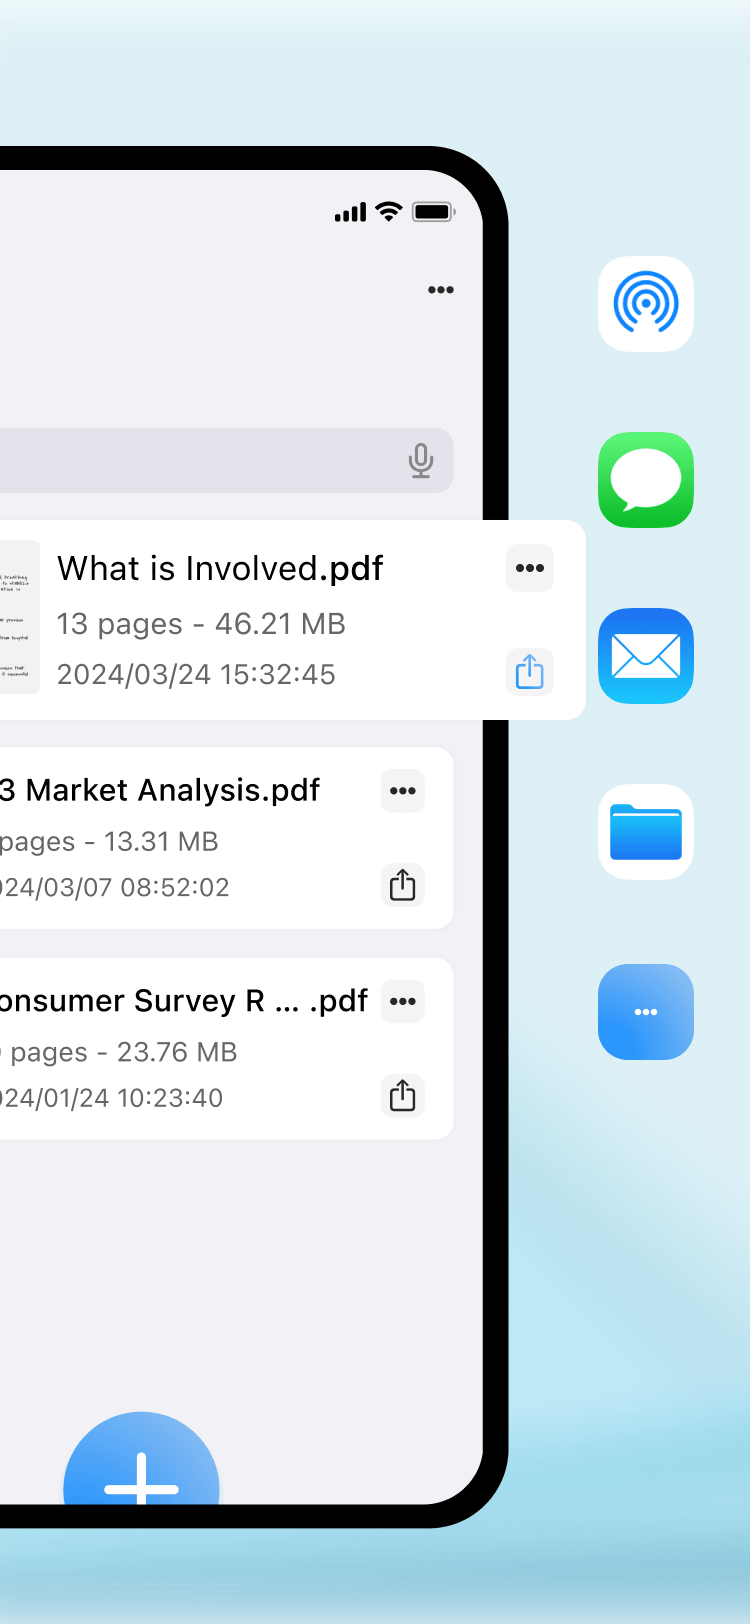 What is Involved.pdf
13 pages - 46.21 MB
2024/03/24 15:32:45
3 Market Analysis.pdf
pages - 13.31 MB
24/03/07 08:52:02
onsumer Survey R ... .pdf
pages - 23.76 MB
24/01/24 10:23:40